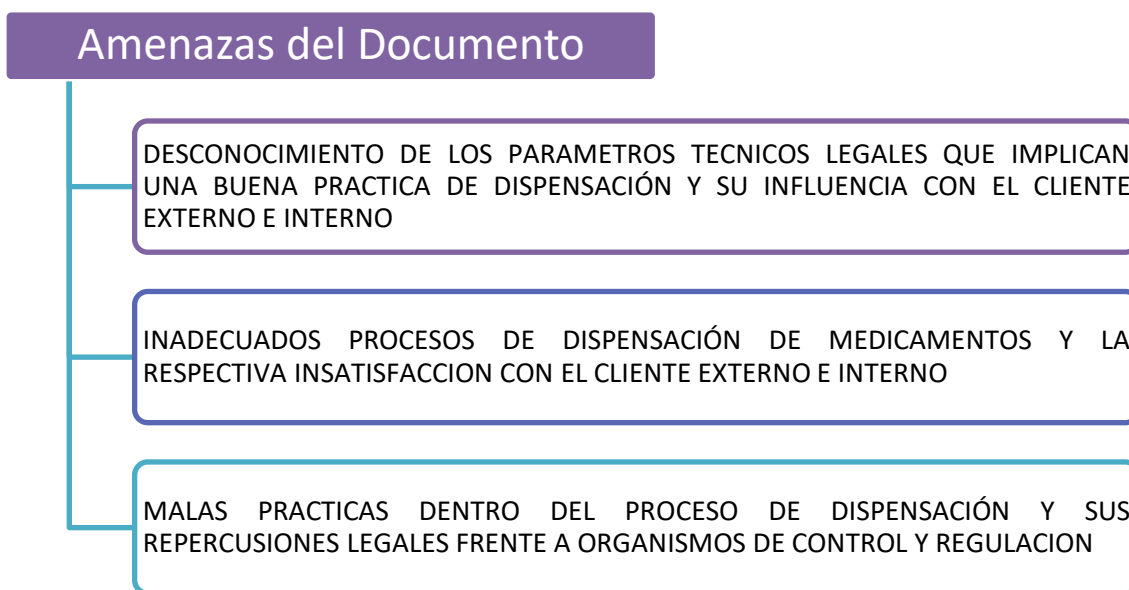 Amenazas del Documento
DESCONOCIMIENTO DE LOS PARAMETROS TECNICOS LEGALES QUE IMPLICAN
UNA BUENA PRACTICA DE DISPENSACIÓN Y SU INFLUENCIA CON EL CLIENTE
EXTERNO E INTERNO
INADECUADOS PROCESOS DE DISPENSACIÓN DE MEDICAMENTOS Y LA
RESPECTIVA INSATISFACCION CON EL CLIENTE EXTERNO E INTERNO
MALAS PRACTICAS DENTRO DEL PROCESO DE DISPENSACIÓN Y SUS
REPERCUSIONES LEGALES FRENTE A ORGANISMOS DE CONTROL Y REGULACION